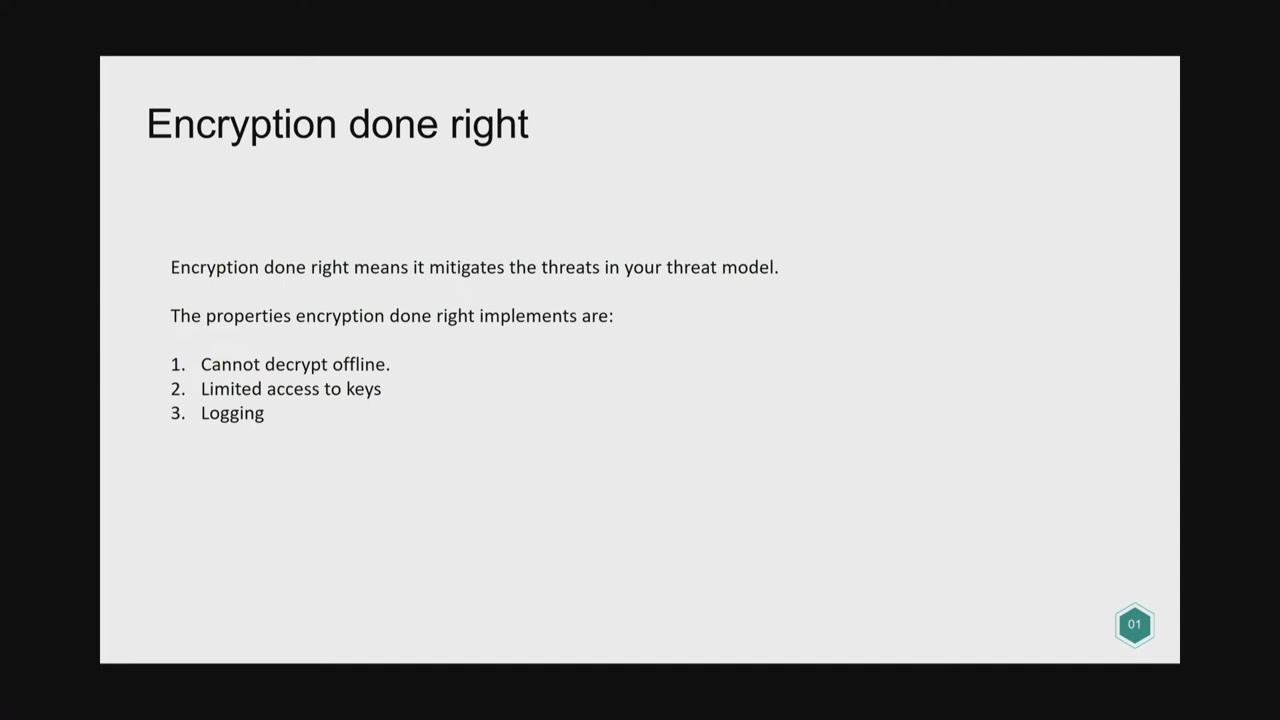 Encryption done right
Encryption done right means it mitigates the threats in your threat model.
The properties encryption done right implements are:
1. Cannot decrypt offline.
2. Limited access to keys
3. Logging
01